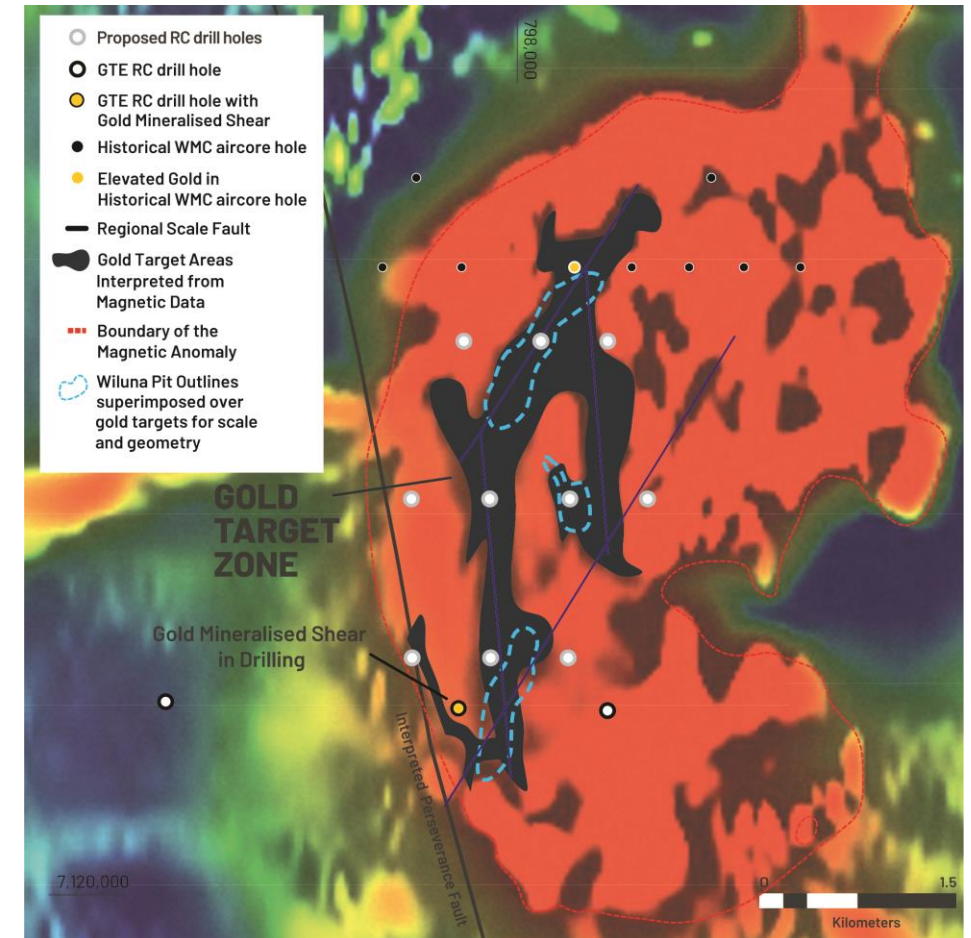 Proposed RC drill holes
GTE RC drill hole
GTE RC drill hole with
Gold Mineralised Shear
Historical WMC aircore hole
Elevated Gold in
Historical WMC aircore hole
Regional Scale Fault
Gold Target Areas
Interpreted from
Magnetic Data
Boundary of the
Magnetic Anomaly
Wiluna Pit Outlines
superimposed over
gold targets for scale
and geometry
798,000
GOLD
TARGET
ZONE
Gold Mineralised Shear
in Drilling
Interpreted Perseverance Fault
7,120,000
0 1.5
Kilometers